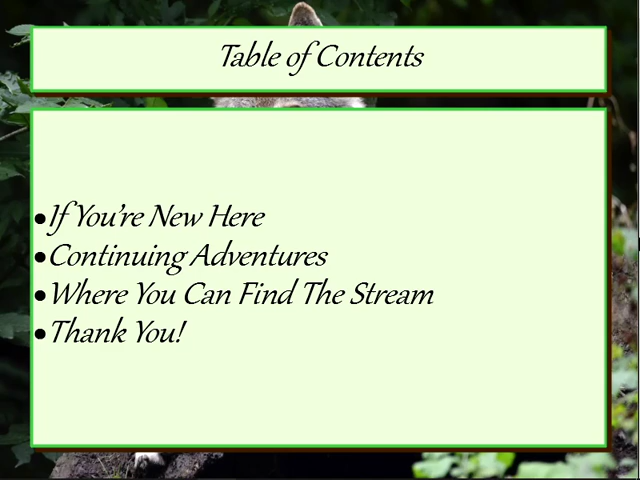 Table of Contents
•If You're New Here
•Continuing Adventures
•Where You Can Find The Stream
•Thank You!